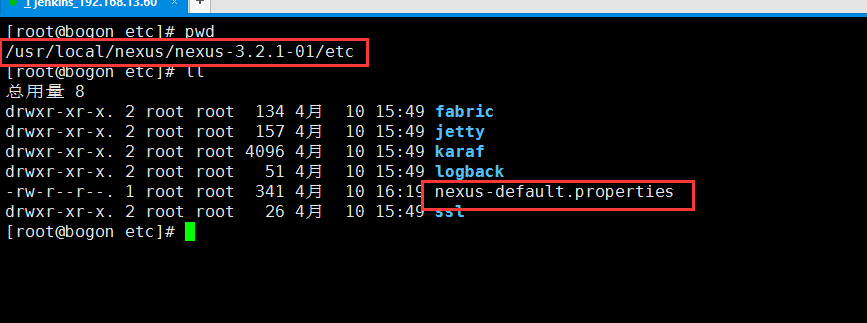 1 jenkins_192.168.13.60 × +
[root@bogon etc]# pwd
/usr/local/nexus/nexus-3.2.1-01/etc
[root@bogon etc]# ll
总用量 8
drwxr-xr-x. 2 root root  134 4月  10 15:49 fabric
drwxr-xr-x. 2 root root  157 4月  10 15:49 jetty
drwxr-xr-x. 2 root root 4096 4月  10 15:49 karaf
drwxr-xr-x. 2 root root   51 4月  10 15:49 logback
-rw-r--r--. 1 root root  341 4月  10 16:19 nexus-default.properties
drwxr-xr-x. 2 root root   26 4月  10 15:49 ssl
[root@bogon etc]#